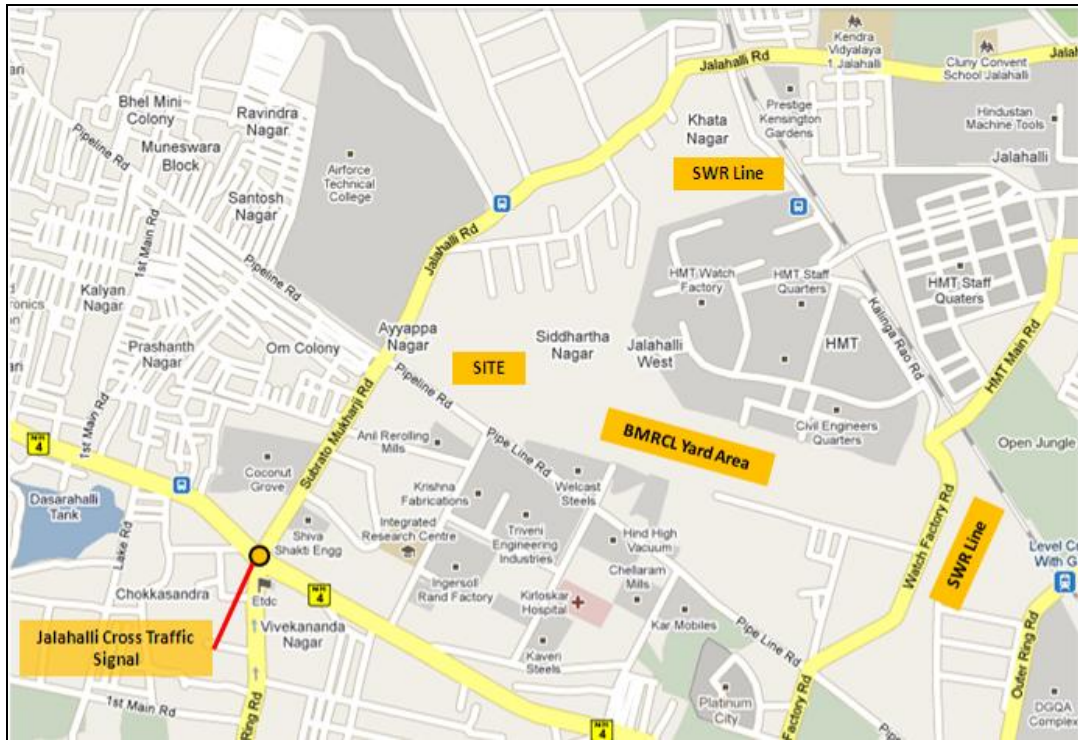 Jalahalli Rd
Kendra
Vidyalaya
1 Jalahalli
Cluny Convent
School Jalahalli
Bhel Mini
Colony
Ravindra
Nagar
Muneswara
Block
Pipeline Rd
Airforce
Technical
College
Khata
Nagar
Prestige
Kensington
Gardens
Hindustan
Machine Tools
Jalahalli
SWR Line
Santosh
Nagar
1st Main Rd
Jalahalli Rd
Pipeline Rd
Kalyan
Nagar
HMT Watch
Factory
HMT Staff
Quarters
HMT Staff
Quaters
Kalinga Rao Rd
HMT Main Rd
Prashanth
Nagar
Om Colony
Ayyappa
Nagar
Siddhartha
Nagar
Jalahalli
West
HMT
SITE
Pipeline Rd
1st Main Rd
Subrato Mukharji Rd
Anil Rerolling
Mills
Pipe Line Rd
BMRCL Yard Area
Civil Engineers
Quarters
Open Jungle
NH
4
Coconut
Grove
Krishna
Fabrications
Welcast
Steels
Dasarahalli
Tank
Lake Rd
Shiva
Shakti Engg
Integrated
Research Centre
Triveni
Engineering
Industries
Hind High
Vacuum
Watch Factory Rd
SWR Line
Chokkasandra
Etdc
NH
4
Ingersoll
Rand Factory
Kirloskar
Hospital
Chellaram
Mills
Kar Mobiles
Jalahalli Cross Traffic
Signal
Vivekananda
Nagar
Kaveri
Steels
Pipe Line Rd
Outer Ring Rd
1st Main Rd
Ring Rd
NH
4
Platinum
City
Factory Rd
DGQA
Complex